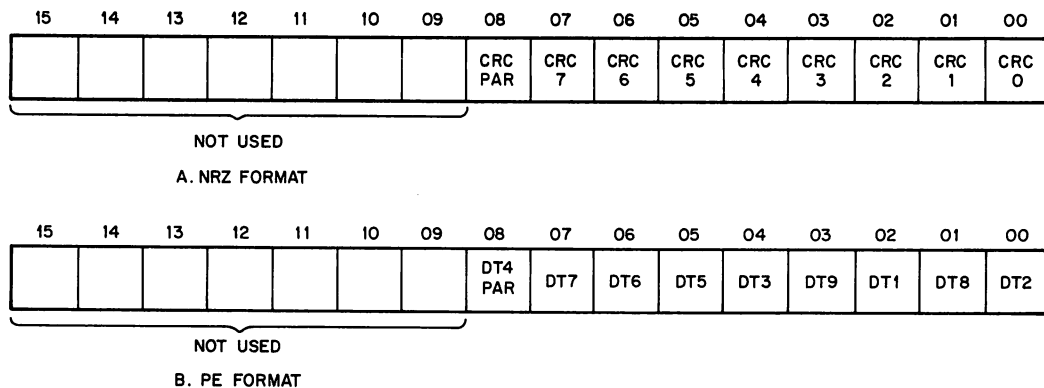 15 14 13 12 11 10 09 08 07 06 05 04 03 02 01 00
CRC PAR CRC 7 CRC 6 CRC 5 CRC 4 CRC 3 CRC 2 CRC 1 CRC 0
NOT USED
A. NRZ FORMAT
15 14 13 12 11 10 09 08 07 06 05 04 03 02 01 00
DT4 PAR DT7 DT6 DT5 DT3 DT9 DT1 DT8 DT2
NOT USED
B. PE FORMAT